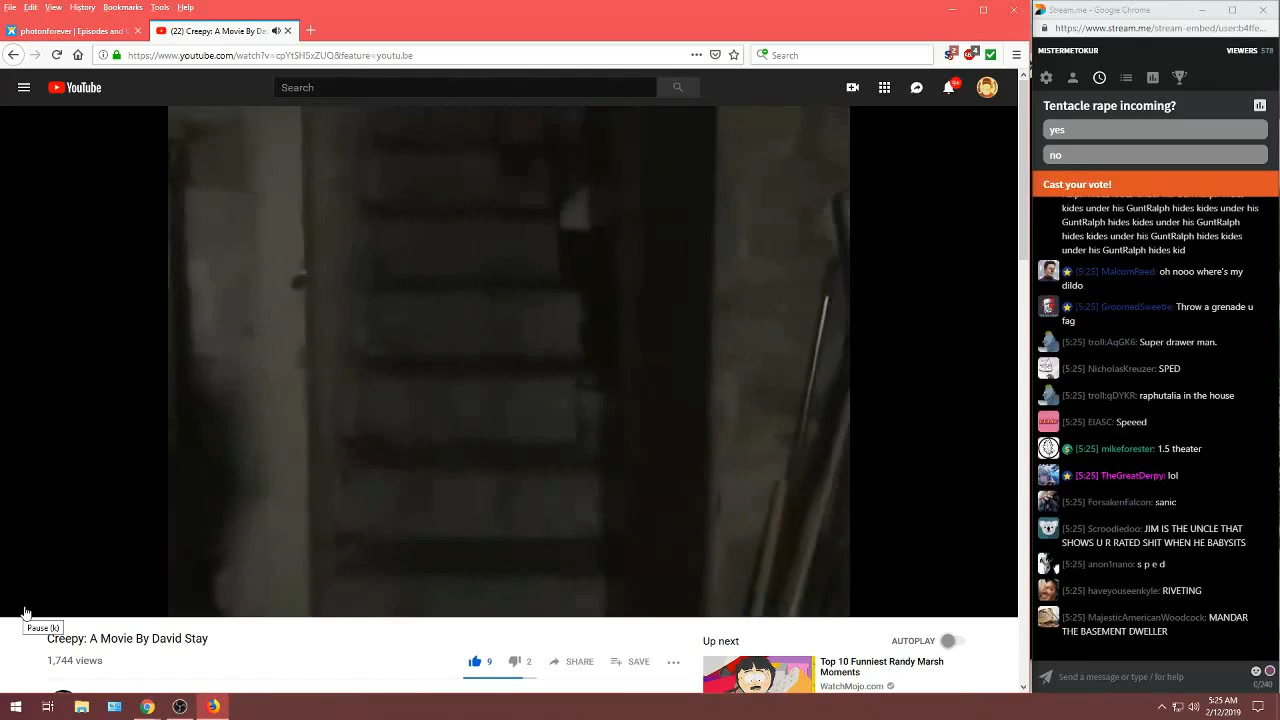 File Edit View History Bookmarks Tools Help
photonforever | Episodes and
(22) Creepy: A Movie By Da
https://www.youtube.com/watch?v=cpYtSH5xZUQ&feature=youtu.be
Search
2
4
YouTube
Search
9+
Pause (k)
Creepy: A Movie By David Stay
1,744 views
9
2
SHARE
SAVE
Up next
AUTOPLAY
Top 10 Funniest Randy Marsh
Moments
WatchMojo.com
Stream.me - Google Chrome
https://www.stream.me/stream-embed/user:b4ffe...
MISTERMETOKUR
VIEWERS 578
Tentacle rape incoming?
yes
no
Cast your vote!
kides under his GuntRalph hides kides under his
GuntRalph hides kides under his GuntRalph
hides kides under his GuntRalph hides kides
under his GuntRalph hides kid
[5:25] MalcomReed: oh nooo where's my
dildo
[5:25] GroomedSweetie: Throw a grenade u
fag
[5:25] troll:AqGK6: Super drawer man.
[5:25] NicholasKreuzer: SPED
[5:25] troll:qDYKR: raphutalia in the house
[5:25] EIASC: Speeed
[5:25] mikeforester: 1.5 theater
[5:25] TheGreatDerpy: lol
[5:25] ForsakenFalcon: sanic
[5:25] Scroodiedoo: JIM IS THE UNCLE THAT
SHOWS U R RATED SHIT WHEN HE BABYSITS
[5:25] anon1nano: s p e d
[5:25] haveyouseenkyle: RIVETING
[5:25] MajesticAmericanWoodcock: MANDAR
THE BASEMENT DWELLER
Send a message or type / for help
0/240
5:25 AM
2/12/2019